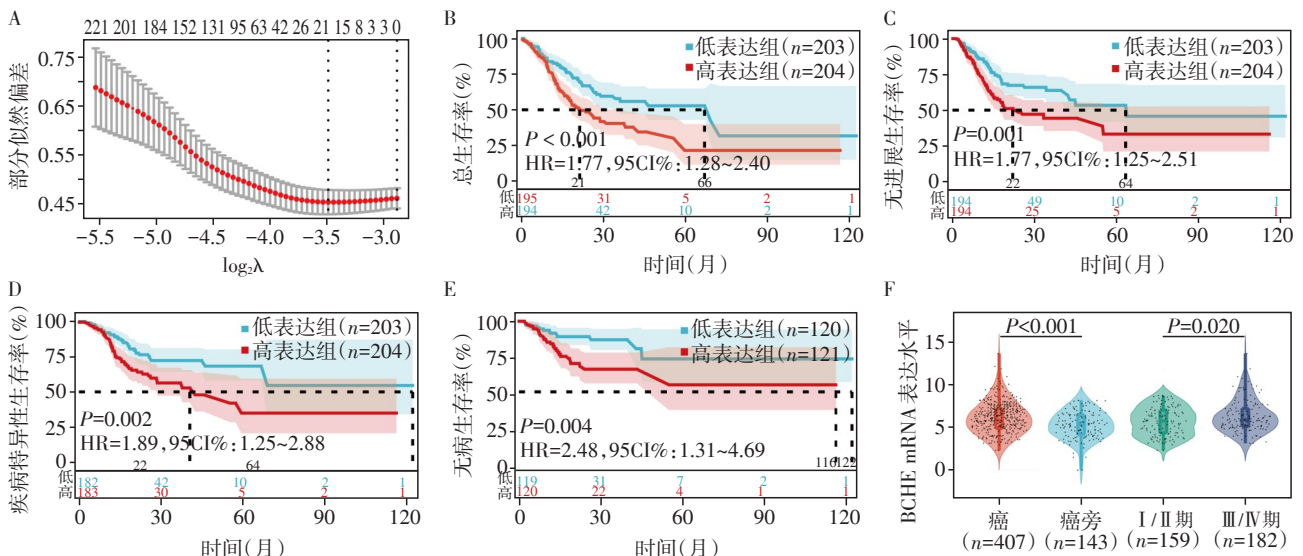 A
221 201 184 152 131 95 63 42 26 21 15 8 3 3 0
部分似然偏差
0.75
0.65
0.55
0.45
−5.5 −5.0 −4.5 −4.0 −3.5 −3.0
log₂λ
B
总生存率(%)
100
75
50
25
0
低表达组(n=203)
高表达组(n=204)
P<0.001
HR=1.77,95CI%:1.28~2.40
21 66
低 195 31 5 2 1
高 194 42 10 2 1
0 30 60 90 120
时间(月)
C
无进展生存率(%)
100
75
50
25
0
低表达组(n=203)
高表达组(n=204)
P=0.001
HR=1.77,95CI%:1.25~2.51
22 64
低 194 49 10 2 1
高 194 25 5 2 1
0 30 60 90 120
时间(月)
D
疾病特异性生存率(%)
100
75
50
25
0
低表达组(n=203)
高表达组(n=204)
P=0.002
HR=1.89,95CI%:1.25~2.88
22 64
低 182 42 10 2 1
高 183 30 5 2 1
0 30 60 90 120
时间(月)
E
无病生存率(%)
100
75
50
25
0
低表达组(n=120)
高表达组(n=121)
P=0.004
HR=2.48,95CI%:1.31~4.69
116 122
低 119 31 7 2 1
高 120 22 4 1 1
0 30 60 90 120
时间(月)
F
BCHE mRNA 表达水平
15
10
5
0
P<0.001 P=0.020
癌 癌旁 Ⅰ/Ⅱ期 Ⅲ/Ⅳ期
(n=407) (n=143) (n=159) (n=182)